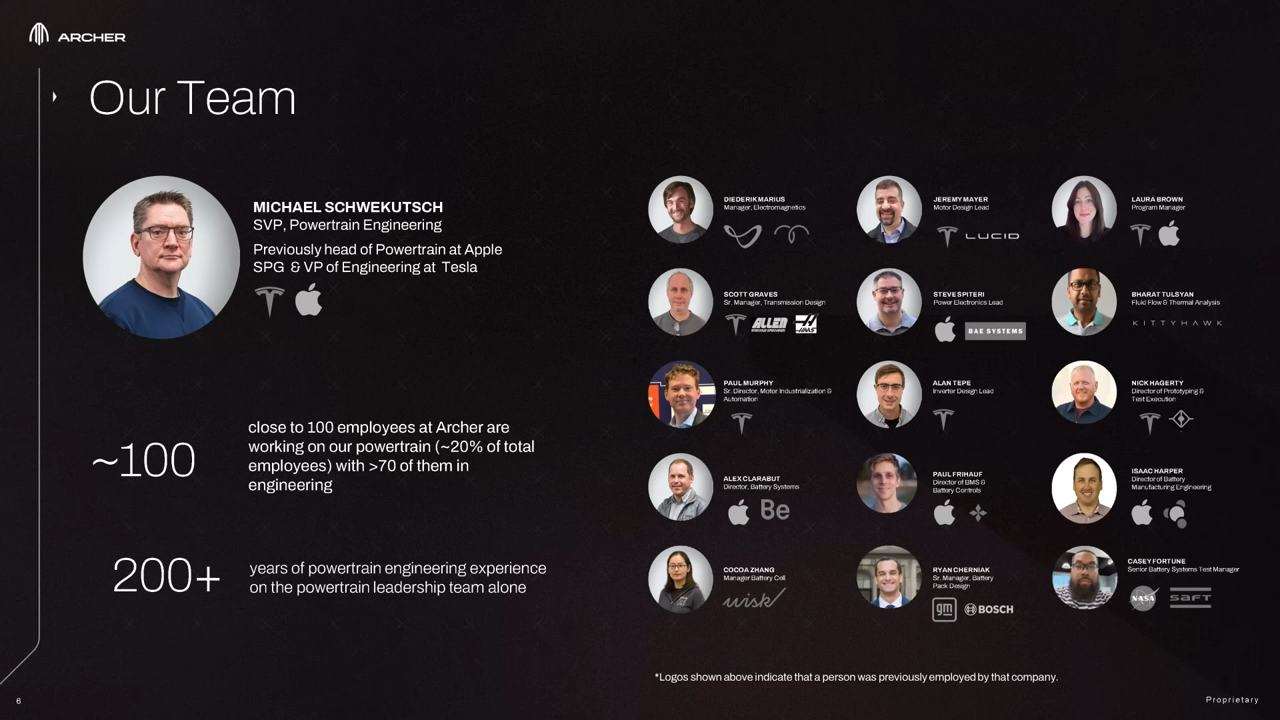 ARCHER
Our Team
MICHAEL SCHWEKUTSCH
SVP, Powertrain Engineering
Previously head of Powertrain at Apple
SPG & VP of Engineering at Tesla
~100
close to 100 employees at Archer are
working on our powertrain (~20% of total
employees) with >70 of them in
engineering
200+
years of powertrain engineering experience
on the powertrain leadership team alone
DIEDERIK MARIUS
Manager, Electromagnetics
JEREMY MAYER
Motor Design Lead
LUCID
LAURA BROWN
Program Manager
SCOTT GRAVES
Sr. Manager, Transmission Design
ALLEN
HAAS
STEVE SPITERI
Power Electronics Lead
BAE SYSTEMS
BHARAT TULSYAN
Fluid Flow & Thermal Analysis
KITTYHAWK
PAUL MURPHY
Sr. Director, Motor Industrialization &
Automation
ALAN TEPE
Inverter Design Lead
NICK HAGERTY
Director of Prototyping &
Test Execution
ALEX CLARABUT
Director, Battery Systems
Be
PAUL FRIHAUF
Director of BMS &
Battery Controls
ISAAC HARPER
Director of Battery
Manufacturing Engineering
COCOA ZHANG
Manager Battery Cell
wisk
RYAN CHERNIAK
Sr, Manager, Battery
Pack Design
gm
BOSCH
CASEY FORTUNE
Senior Battery Systems Test Manager
NASA
saft
*Logos shown above indicate that a person was previously employed by that company.
6
Proprietary